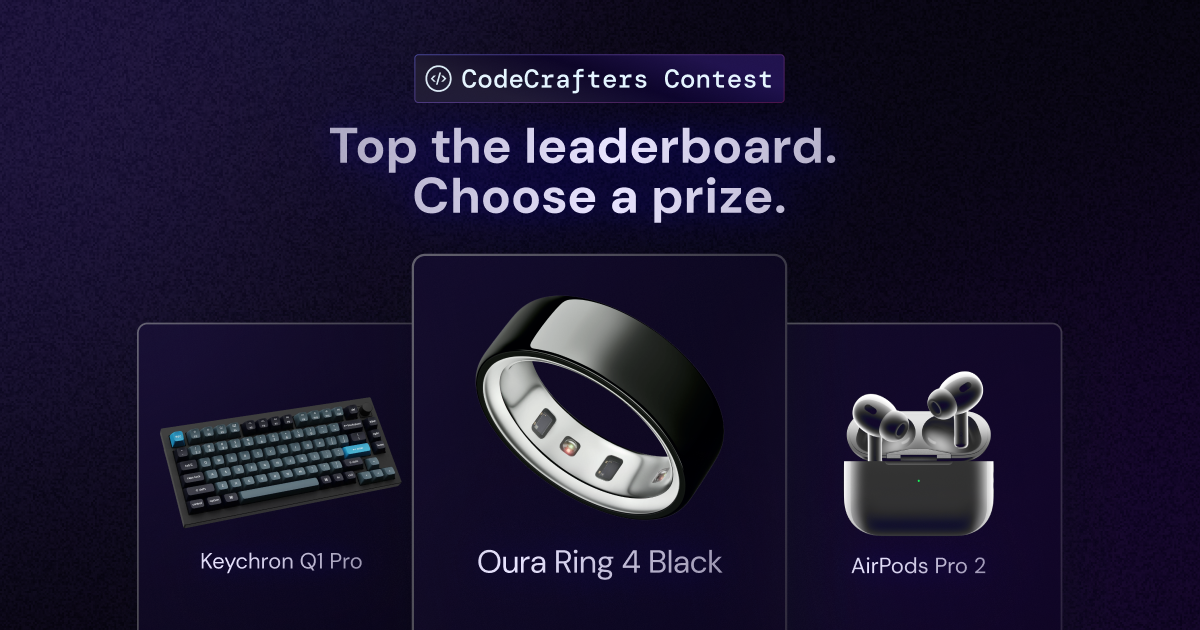 CodeCrafters Contest
Top the leaderboard.
Choose a prize.
Keychron Q1 Pro
Oura Ring 4 Black
AirPods Pro 2